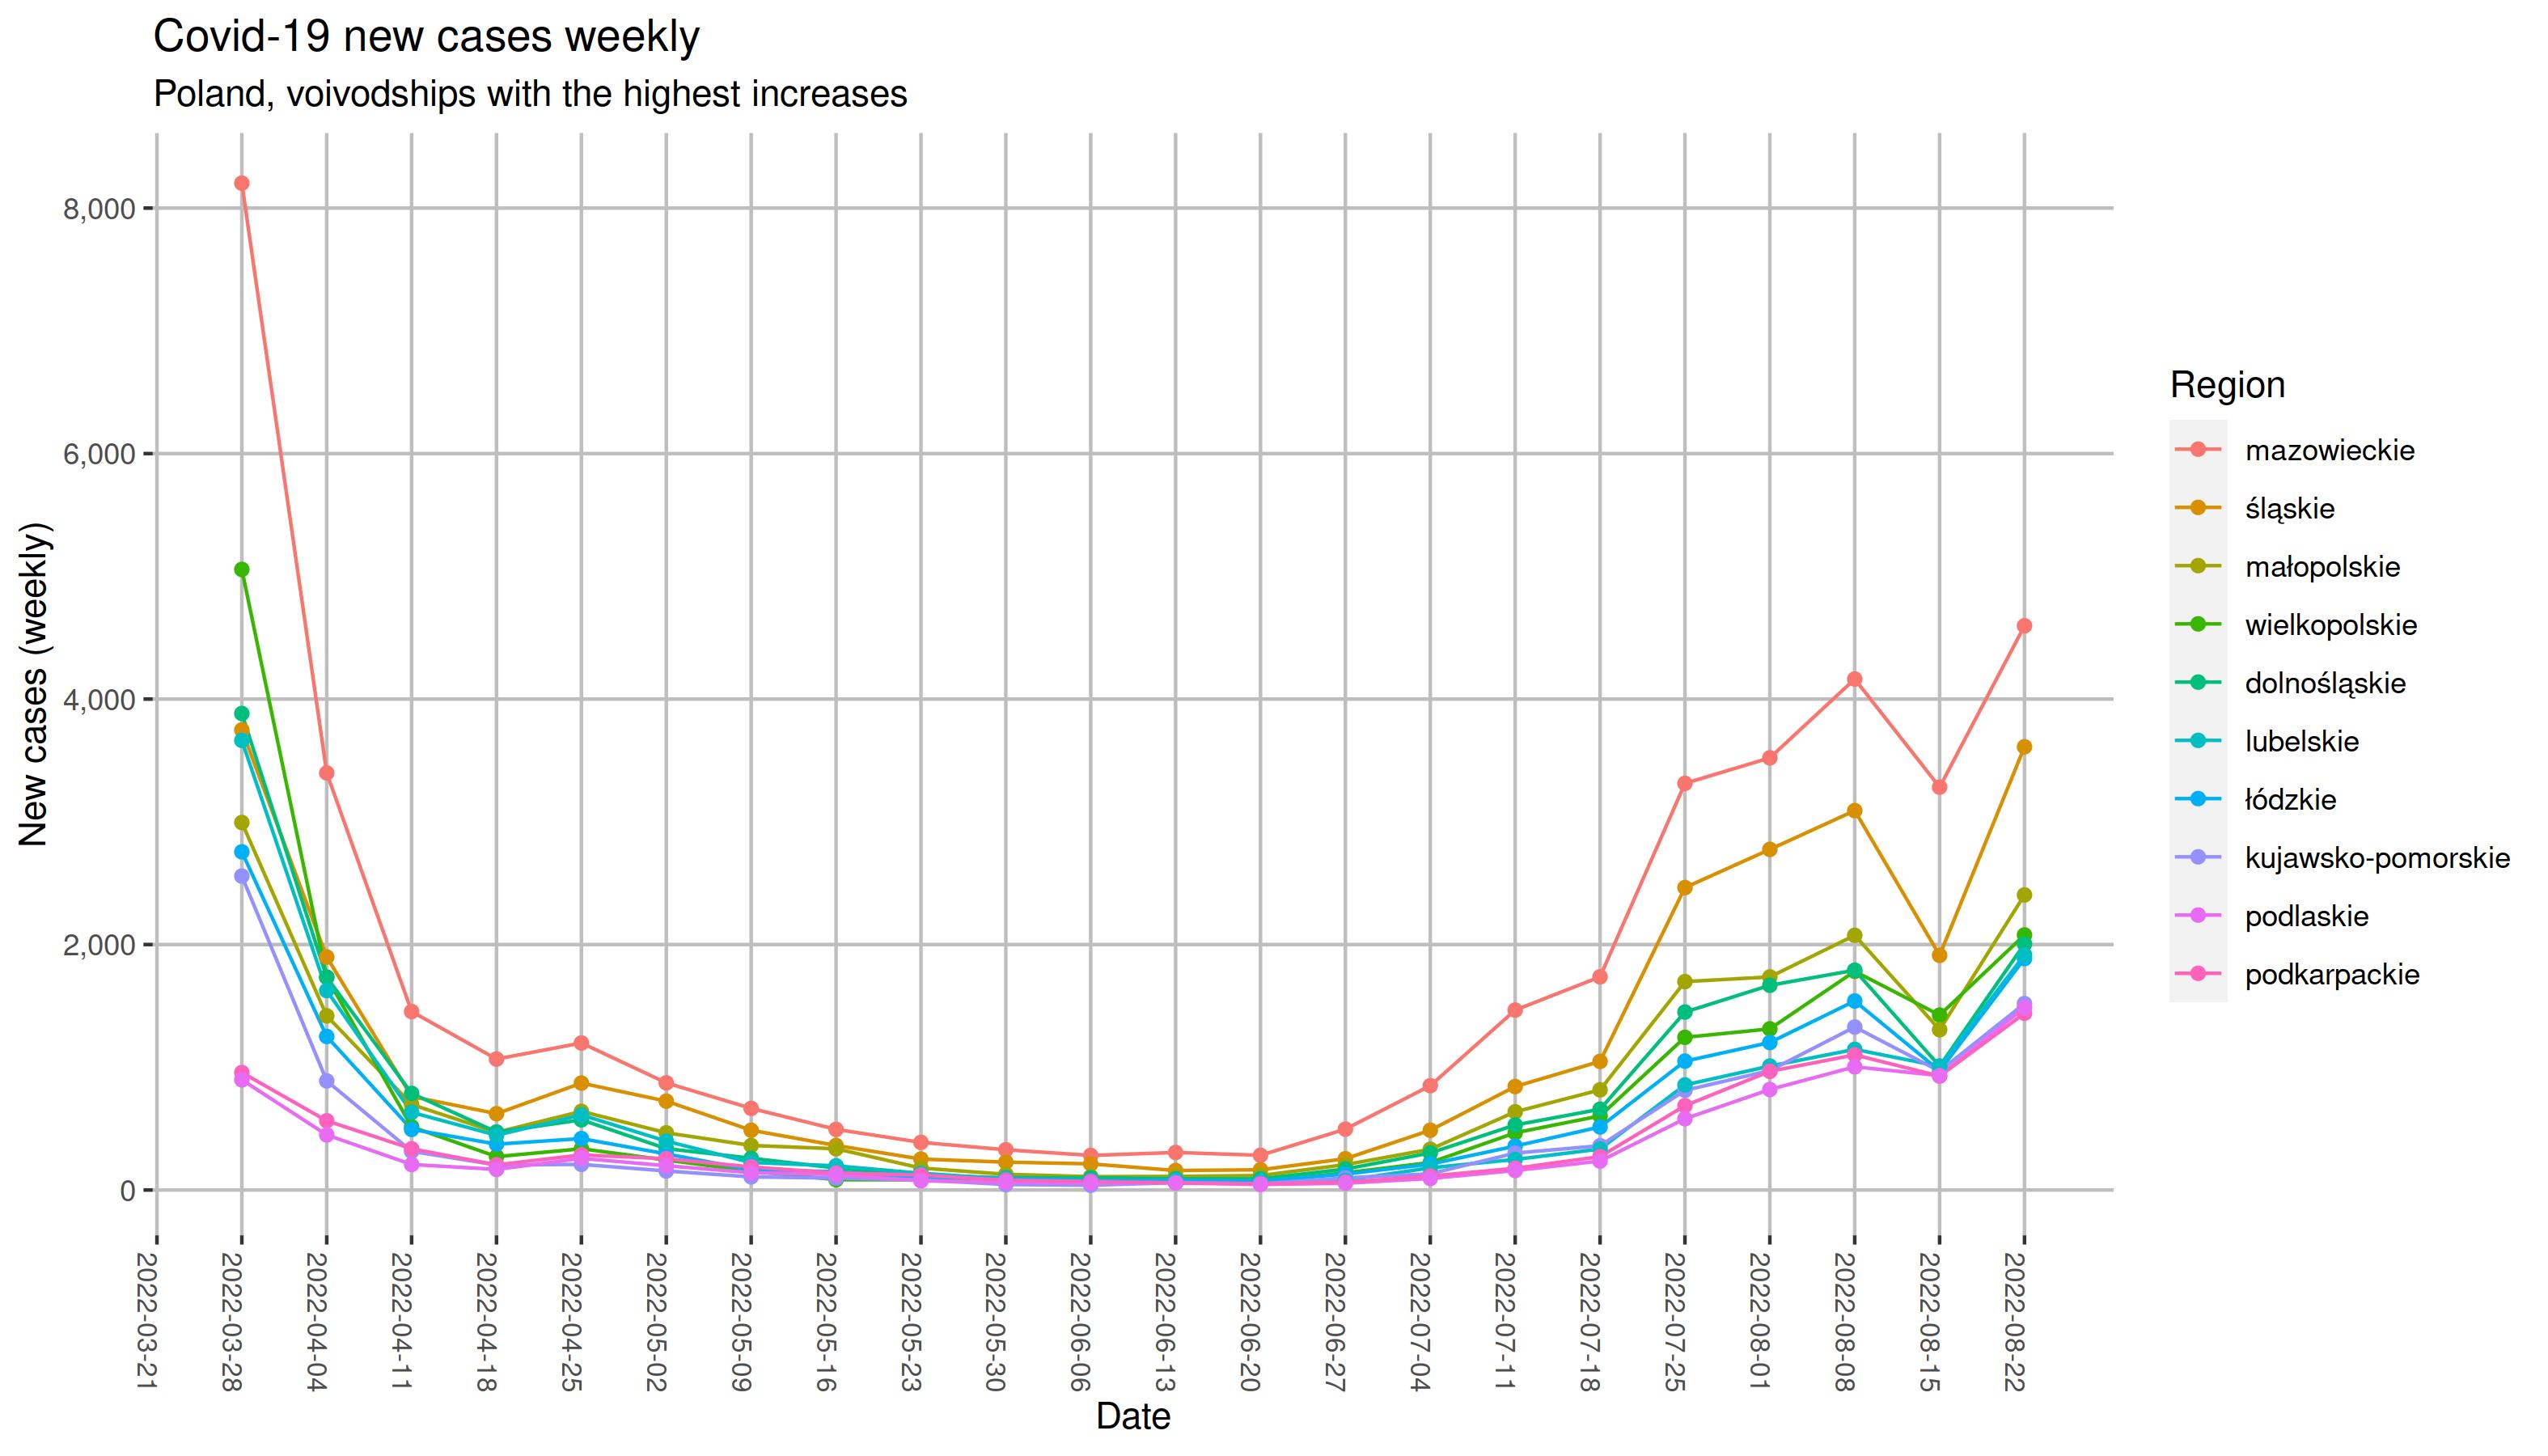 Covid-19 new cases weekly
Poland, voivodships with the highest increases
New cases (weekly)
8,000
6,000
4,000
2,000
0
2022-03-21
2022-03-28
2022-04-04
2022-04-11
2022-04-18
2022-04-25
2022-05-02
2022-05-09
2022-05-16
2022-05-23
2022-05-30
2022-06-06
2022-06-13
2022-06-20
2022-06-27
2022-07-04
2022-07-11
2022-07-18
2022-07-25
2022-08-01
2022-08-08
2022-08-15
2022-08-22
Date
Region
mazowieckie
śląskie
małopolskie
wielkopolskie
dolnośląskie
lubelskie
łódzkie
kujawsko-pomorskie
podlaskie
podkarpackie